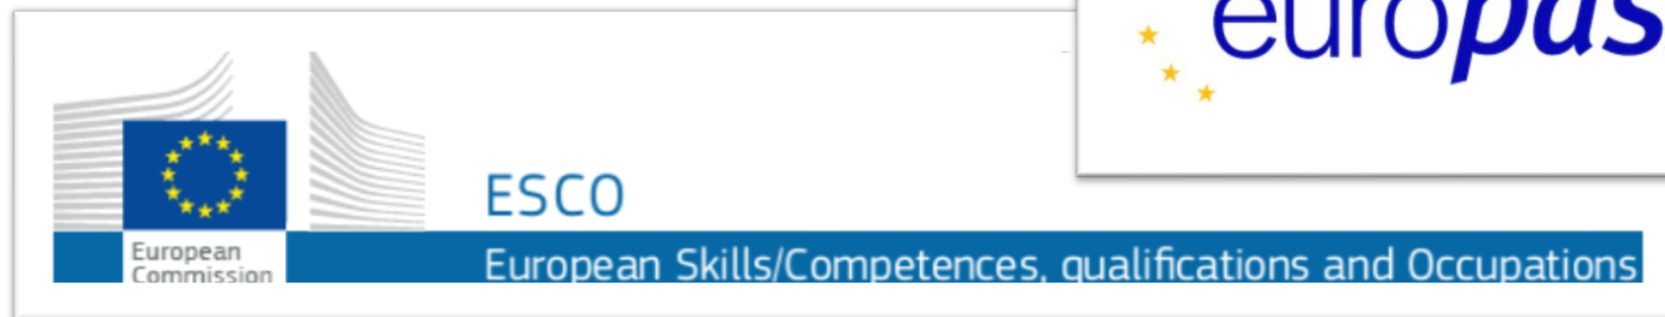 europas
ESCO
European
Commission
European Skills/Competences, qualifications and Occupations